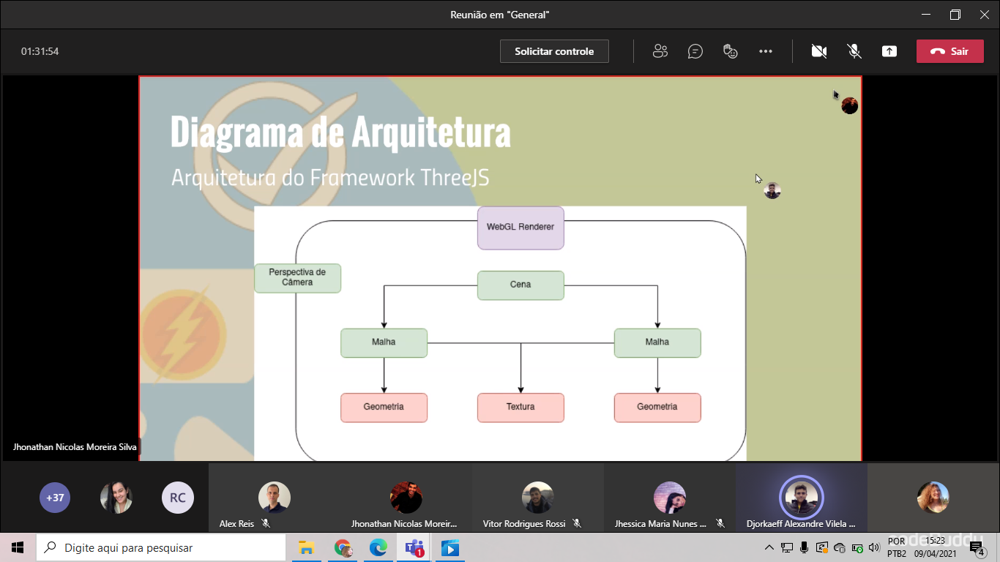 Reunião em "General"
01:31:54
Solicitar controle
Sair
Diagrama de Arquitetura
Arquitetura do Framework ThreeJS
WebGL Renderer
Perspectiva de
Câmera
Cena
Malha
Malha
Geometria
Textura
Geometria
Jhonathan Nicolas Moreira Silva
+37
RC
Alex Reis
Jhonathan Nicolas Moreir...
Vitor Rodrigues Rossi
Jhessica Maria Nunes ...
Djorkaeff Alexandre Vilela ...
Digite aqui para pesquisar
1
POR
PTB2
15:23
09/04/2021
4